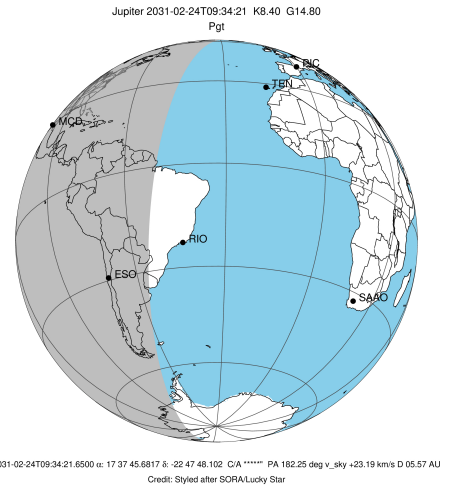 Jupiter 2031-02-24T09:34:21 K8.40 G14.80
Pgt
PIC
TEN
MCD
RIO
ESO
SAAO
031-02-24T09:34:21.6500 α: 17 37 45.6817 δ: -22 47 48.102 C/A *****" PA 182.25 deg v_sky +23.19 km/s D 05.57 AU
Credit: Styled after SORA/Lucky Star